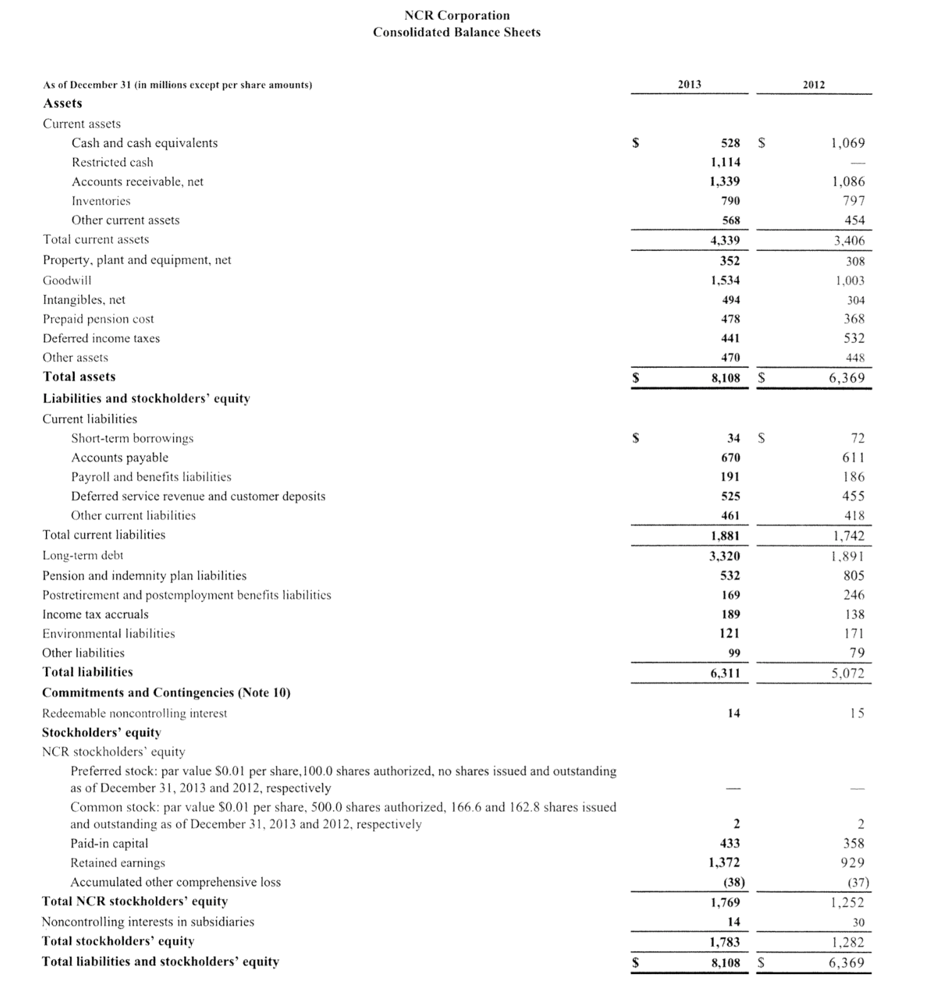 NCR Corporation
Consolidated Balance Sheets
As of December 31 (in millions except per share amounts) 2013 2012
Assets
Current assets
Cash and cash equivalents $ 528 $ 1,069
Restricted cash 1,114 —
Accounts receivable, net 1,339 1,086
Inventories 790 797
Other current assets 568 454
Total current assets 4,339 3,406
Property, plant and equipment, net 352 308
Goodwill 1,534 1,003
Intangibles, net 494 304
Prepaid pension cost 478 368
Deferred income taxes 441 532
Other assets 470 448
Total assets $ 8,108 $ 6,369
Liabilities and stockholders’ equity
Current liabilities
Short-term borrowings $ 34 $ 72
Accounts payable 670 611
Payroll and benefits liabilities 191 186
Deferred service revenue and customer deposits 525 455
Other current liabilities 461 418
Total current liabilities 1,881 1,742
Long-term debt 3,320 1,891
Pension and indemnity plan liabilities 532 805
Postretirement and postemployment benefits liabilities 169 246
Income tax accruals 189 138
Environmental liabilities 121 171
Other liabilities 99 79
Total liabilities 6,311 5,072
Commitments and Contingencies (Note 10)
Redeemable noncontrolling interest 14 15
Stockholders’ equity
NCR stockholders’ equity
Preferred stock: par value $0.01 per share,100.0 shares authorized, no shares issued and outstanding
as of December 31, 2013 and 2012, respectively — —
Common stock: par value $0.01 per share, 500.0 shares authorized, 166.6 and 162.8 shares issued
and outstanding as of December 31, 2013 and 2012, respectively 2 2
Paid-in capital 433 358
Retained earnings 1,372 929
Accumulated other comprehensive loss (38) (37)
Total NCR stockholders’ equity 1,769 1,252
Noncontrolling interests in subsidiaries 14 30
Total stockholders’ equity 1,783 1,282
Total liabilities and stockholders’ equity $ 8,108 $ 6,369